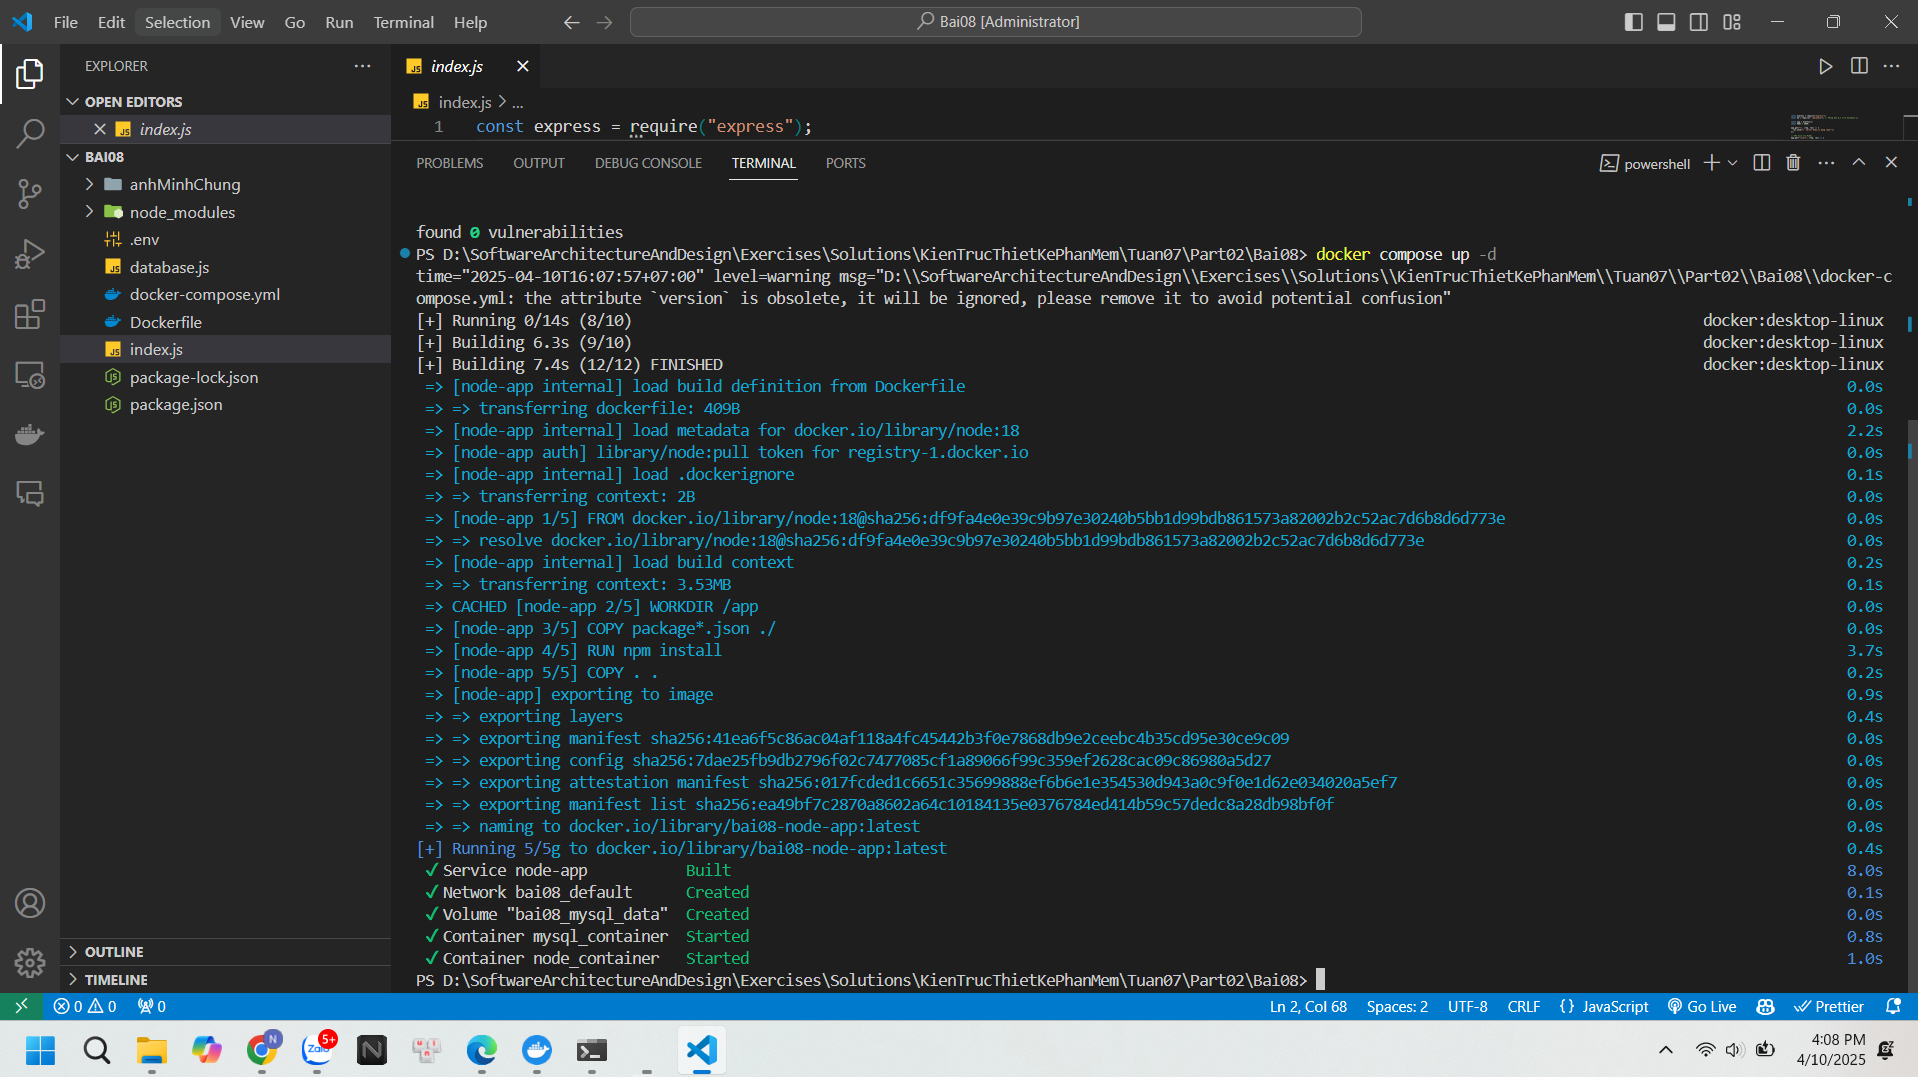 File Edit Selection View Go Run Terminal Help
Bai08 [Administrator]
EXPLORER
OPEN EDITORS
index.js
BAI08
anhMinhChung
node_modules
.env
database.js
docker-compose.yml
Dockerfile
index.js
package-lock.json
package.json
OUTLINE
TIMELINE
index.js
index.js > ...
1 const express = require("express");
PROBLEMS OUTPUT DEBUG CONSOLE TERMINAL PORTS
powershell
found 0 vulnerabilities
PS D:\SoftwareArchitectureAndDesign\Exercises\Solutions\KienTrucThietKePhanMem\Tuan07\Part02\Bai08> docker compose up -d
time="2025-04-10T16:07:57+07:00" level=warning msg="D:\\SoftwareArchitectureAndDesign\\Exercises\\Solutions\\KienTrucThietKePhanMem\\Tuan07\\Part02\\Bai08\\docker-c
ompose.yml: the attribute `version` is obsolete, it will be ignored, please remove it to avoid potential confusion"
[+] Running 0/14s (8/10) docker:desktop-linux
[+] Building 6.3s (9/10) docker:desktop-linux
[+] Building 7.4s (12/12) FINISHED docker:desktop-linux
=> [node-app internal] load build definition from Dockerfile 0.0s
=> => transferring dockerfile: 409B 0.0s
=> [node-app internal] load metadata for docker.io/library/node:18 2.2s
=> [node-app auth] library/node:pull token for registry-1.docker.io 0.0s
=> [node-app internal] load .dockerignore 0.1s
=> => transferring context: 2B 0.0s
=> [node-app 1/5] FROM docker.io/library/node:18@sha256:df9fa4e0e39c9b97e30240b5bb1d99bdb861573a82002b2c52ac7d6b8d6d773e 0.0s
=> => resolve docker.io/library/node:18@sha256:df9fa4e0e39c9b97e30240b5bb1d99bdb861573a82002b2c52ac7d6b8d6d773e 0.0s
=> [node-app internal] load build context 0.2s
=> => transferring context: 3.53MB 0.1s
=> CACHED [node-app 2/5] WORKDIR /app 0.0s
=> [node-app 3/5] COPY package*.json ./ 0.0s
=> [node-app 4/5] RUN npm install 3.7s
=> [node-app 5/5] COPY . . 0.2s
=> [node-app] exporting to image 0.9s
=> => exporting layers 0.4s
=> => exporting manifest sha256:41ea6f5c86ac04af118a4fc45442b3f0e7868db9e2ceebc4b35cd95e30ce9c09 0.0s
=> => exporting config sha256:7dae25fb9db2796f02c7477085cf1a89066f99c359ef2628cac09c86980a5d27 0.0s
=> => exporting attestation manifest sha256:017fcded1c6651c35699888ef6b6e1e354530d943a0c9f0e1d62e034020a5ef7 0.0s
=> => exporting manifest list sha256:ea49bf7c2870a8602a64c10184135e0376784ed414b59c57dedc8a28db98bf0f 0.0s
=> => naming to docker.io/library/bai08-node-app:latest 0.0s
[+] Running 5/5g to docker.io/library/bai08-node-app:latest 0.4s
✔ Service node-app Built 8.0s
✔ Network bai08_default Created 0.1s
✔ Volume "bai08_mysql_data" Created 0.0s
✔ Container mysql_container Started 0.8s
✔ Container node_container Started 1.0s
PS D:\SoftwareArchitectureAndDesign\Exercises\Solutions\KienTrucThietKePhanMem\Tuan07\Part02\Bai08>
0 0 0 Ln 2, Col 68 Spaces: 2 UTF-8 CRLF {} JavaScript Go Live Prettier
N 5+ Zalo N
4:08 PM
4/10/2025